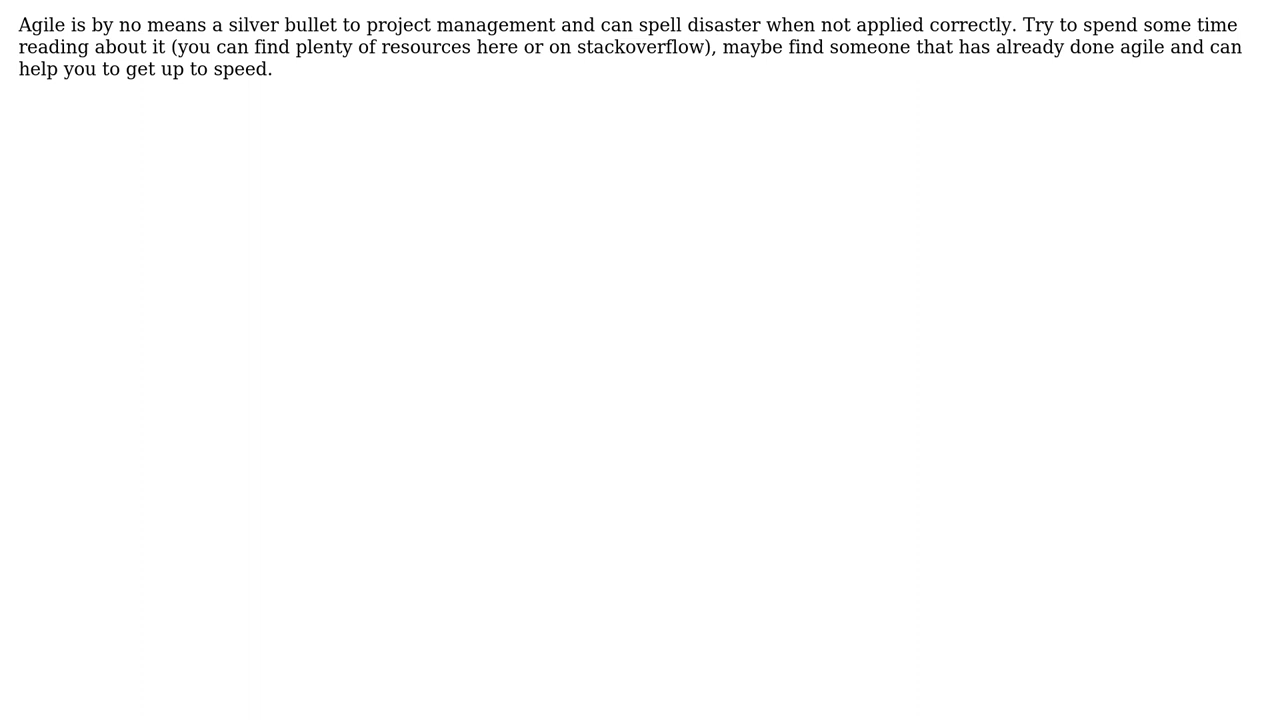 Agile is by no means a silver bullet to project management and can spell disaster when not applied correctly. Try to spend some time
reading about it (you can find plenty of resources here or on stackoverflow), maybe find someone that has already done agile and can
help you to get up to speed.